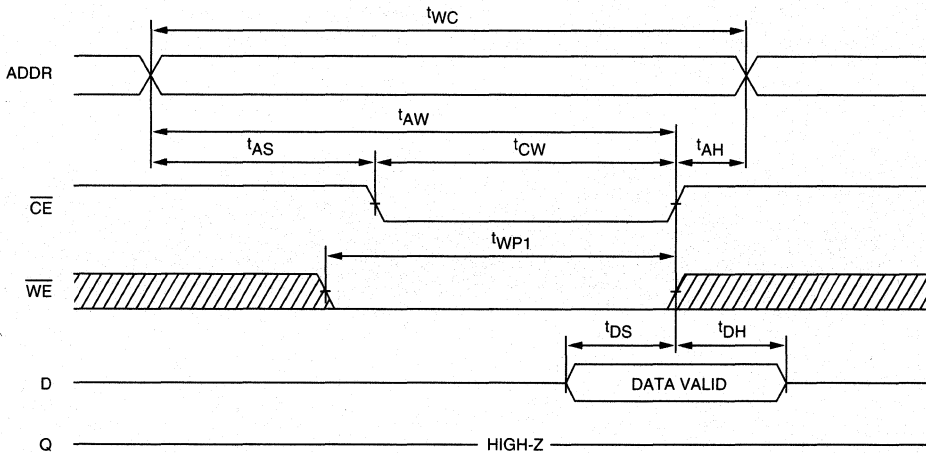 tWC
ADDR
tAW
tAS tCW tAH
CE
tWP1
WE
tDS tDH
D DATA VALID
Q HIGH-Z